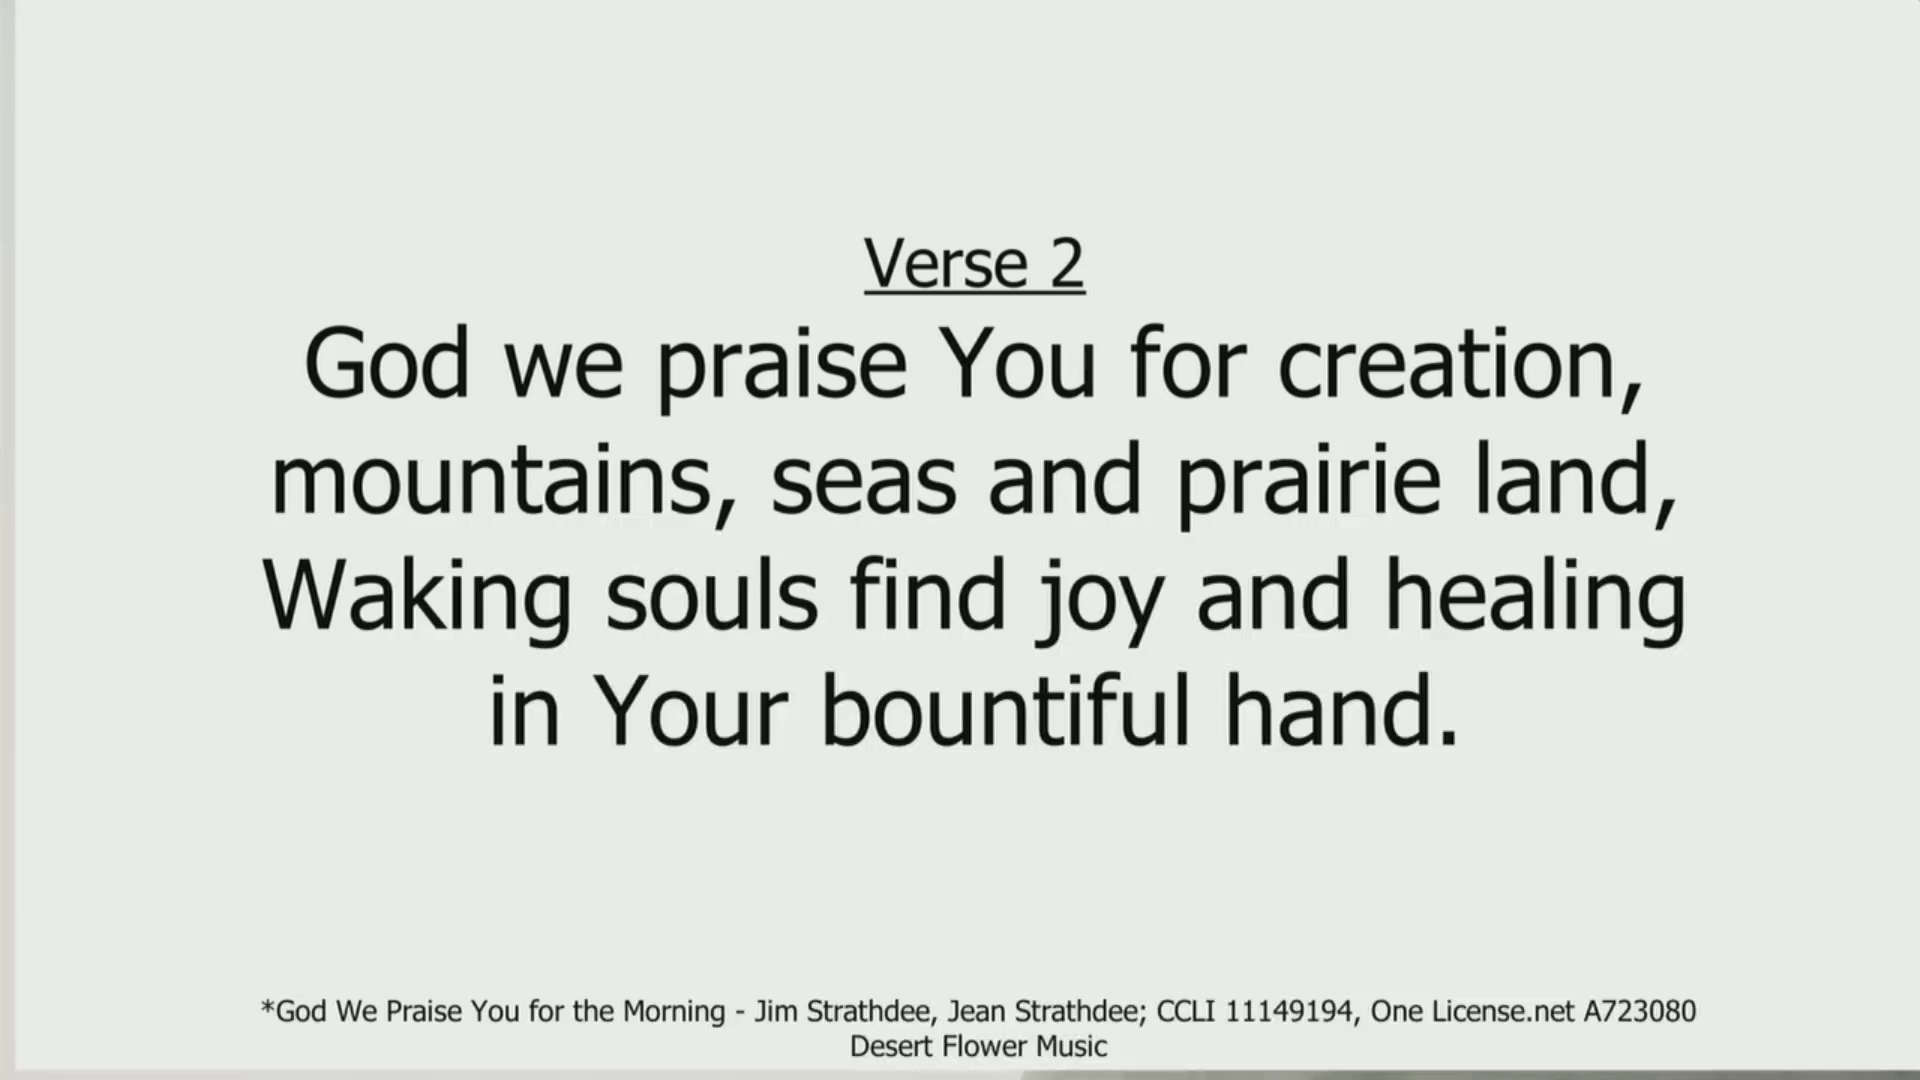 Verse 2
God we praise You for creation,
mountains, seas and prairie land,
Waking souls find joy and healing
in Your bountiful hand.
*God We Praise You for the Morning - Jim Strathdee, Jean Strathdee; CCLI 11149194, One License.net A723080
Desert Flower Music